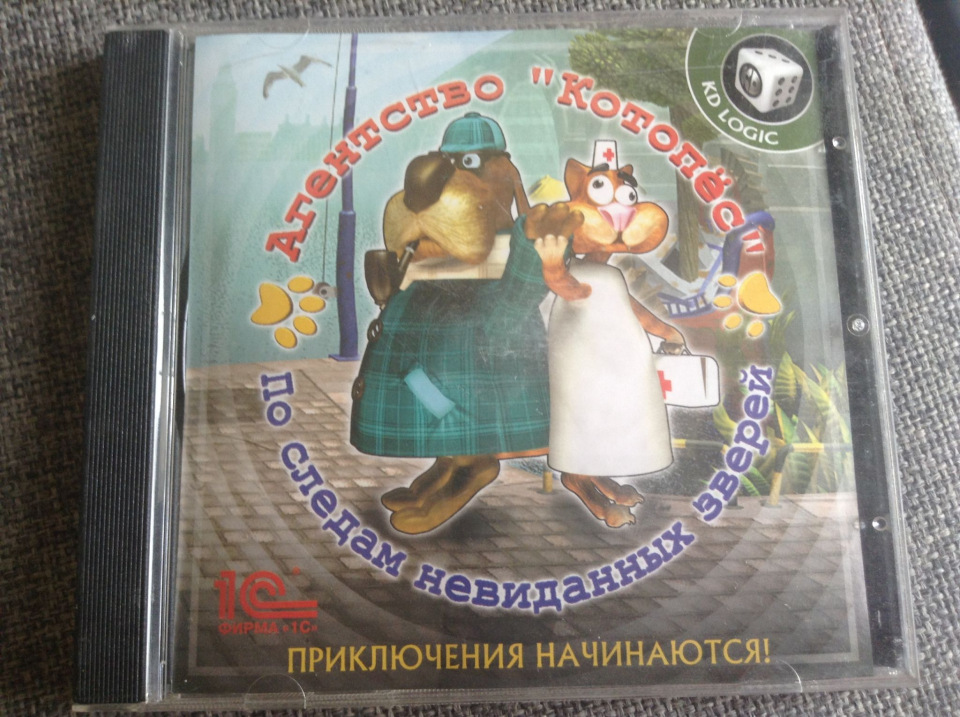 KD LOGIC
Агентство "Котопёс"
По следам невиданных зверей
1С
ФИРМА «1С»
ПРИКЛЮЧЕНИЯ НАЧИНАЮТСЯ!